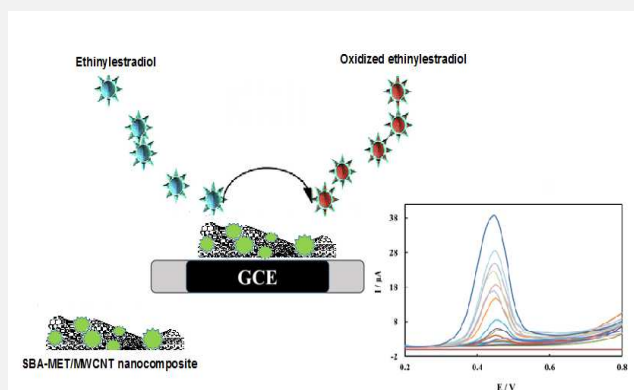 Ethinylestradiol
Oxidized ethinylestradiol
GCE
SBA-MET/MWCNT nanocomposite
I / µA
38
28
18
8
-2
0.2
0.4
0.6
0.8
E / V